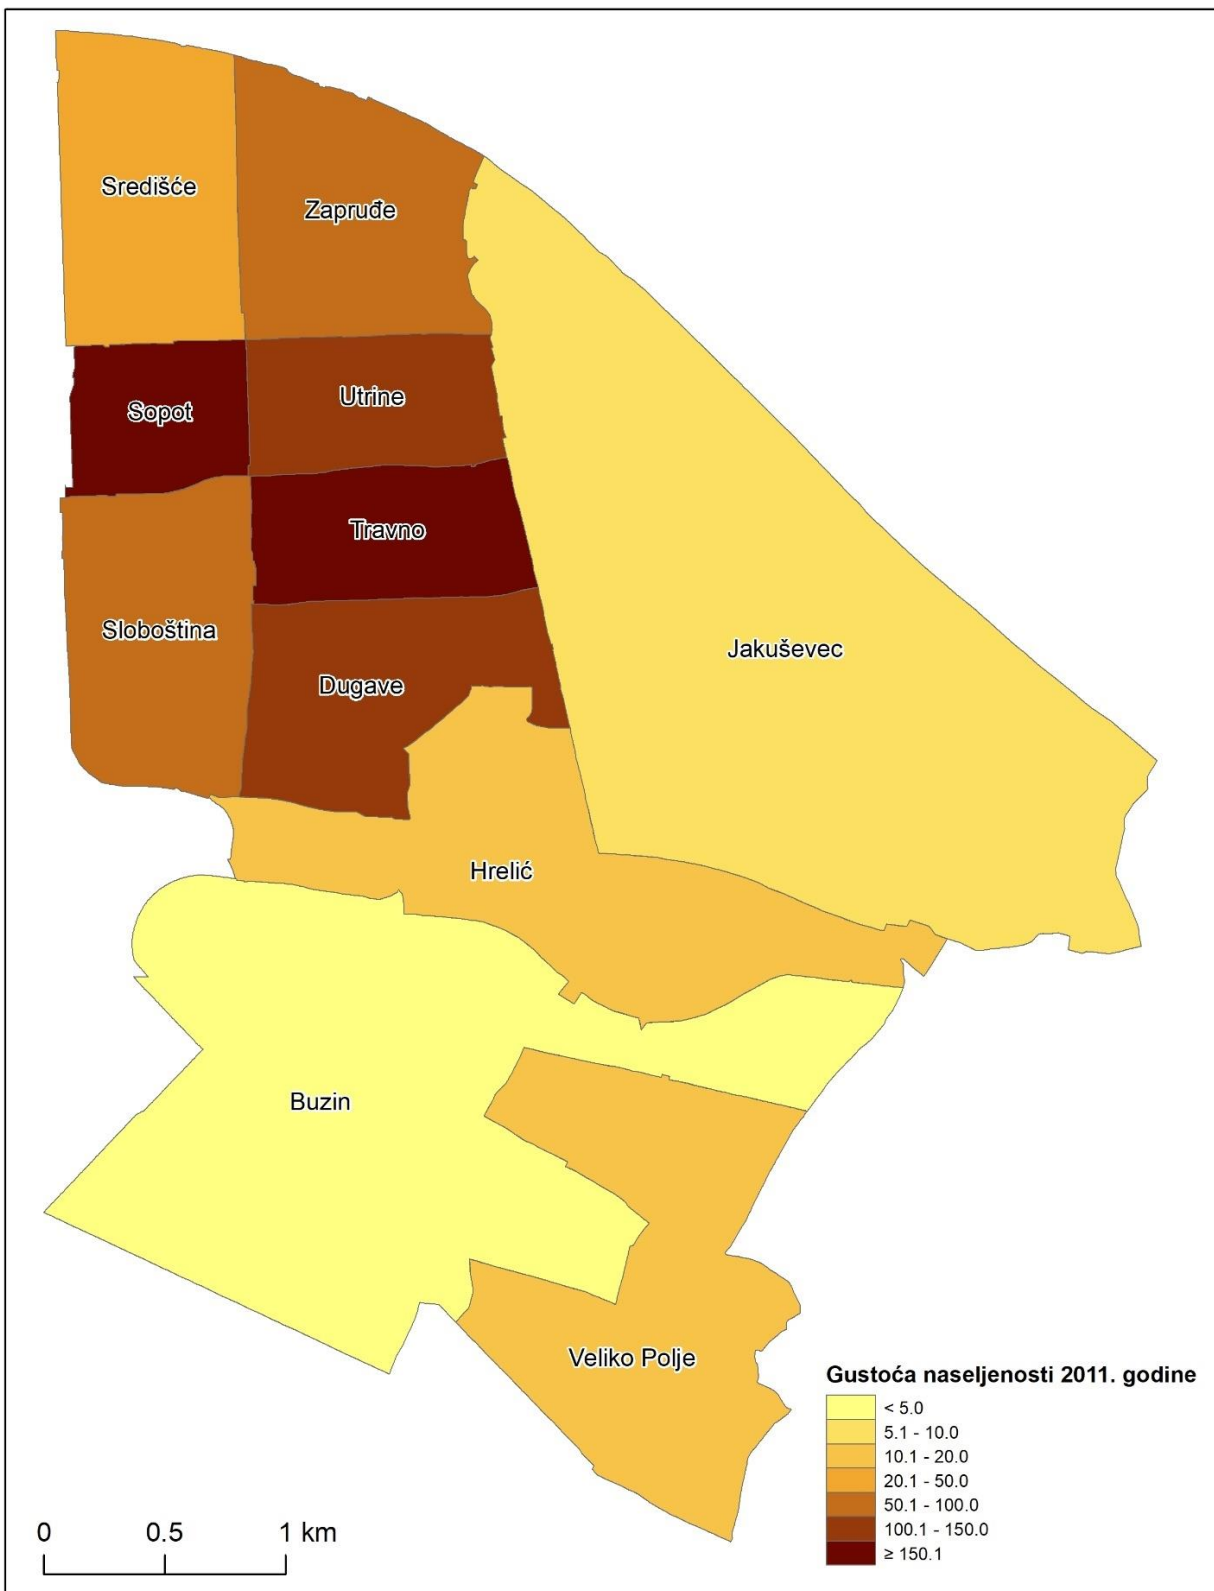 Središće
Zapruđe
Sopot
Utrine
Travno
Sloboština
Dugave
Jakuševec
Hrelić
Buzin
Veliko Polje
Gustoća naseljenosti 2011. godine
< 5.0
5.1 - 10.0
10.1 - 20.0
20.1 - 50.0
50.1 - 100.0
100.1 - 150.0
≥ 150.1
0 0.5 1 km